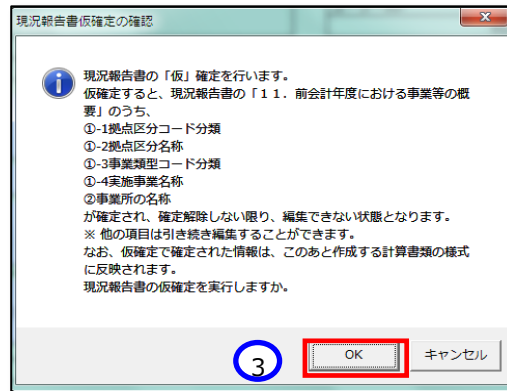 現況報告書仮確定の確認
現況報告書の「仮」確定を行います。
仮確定すると、現況報告書の「１１．前会計年度における事業等の概
要」のうち、
①-1拠点区分コード分類
①-2拠点区分名称
①-3事業類型コード分類
①-4実施事業名称
②事業所の名称
が確定され、確定解除しない限り、編集できない状態となります。
※ 他の項目は引き続き編集することができます。
なお、仮確定で確定された情報は、このあと作成する計算書類の様式
に反映されます。
現況報告書の仮確定を実行しますか。
3
OK
キャンセル